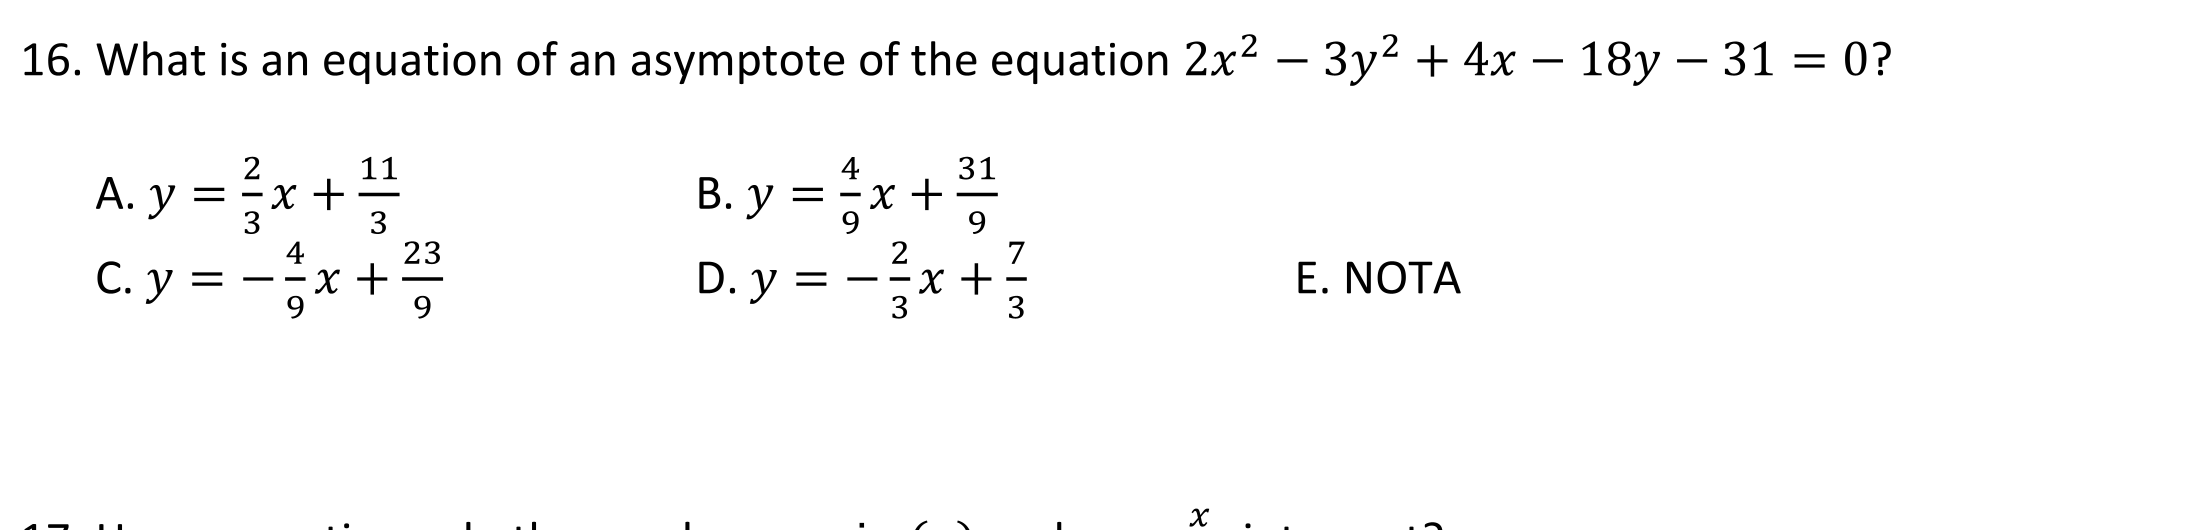 16. What is an equation of an asymptote of the equation 2x² − 3y² + 4x − 18y − 31 = 0?
A. y = 2/3 x + 11/3 B. y = 4/9 x + 31/9
C. y = −4/9 x + 23/9 D. y = −2/3 x + 7/3 E. NOTA